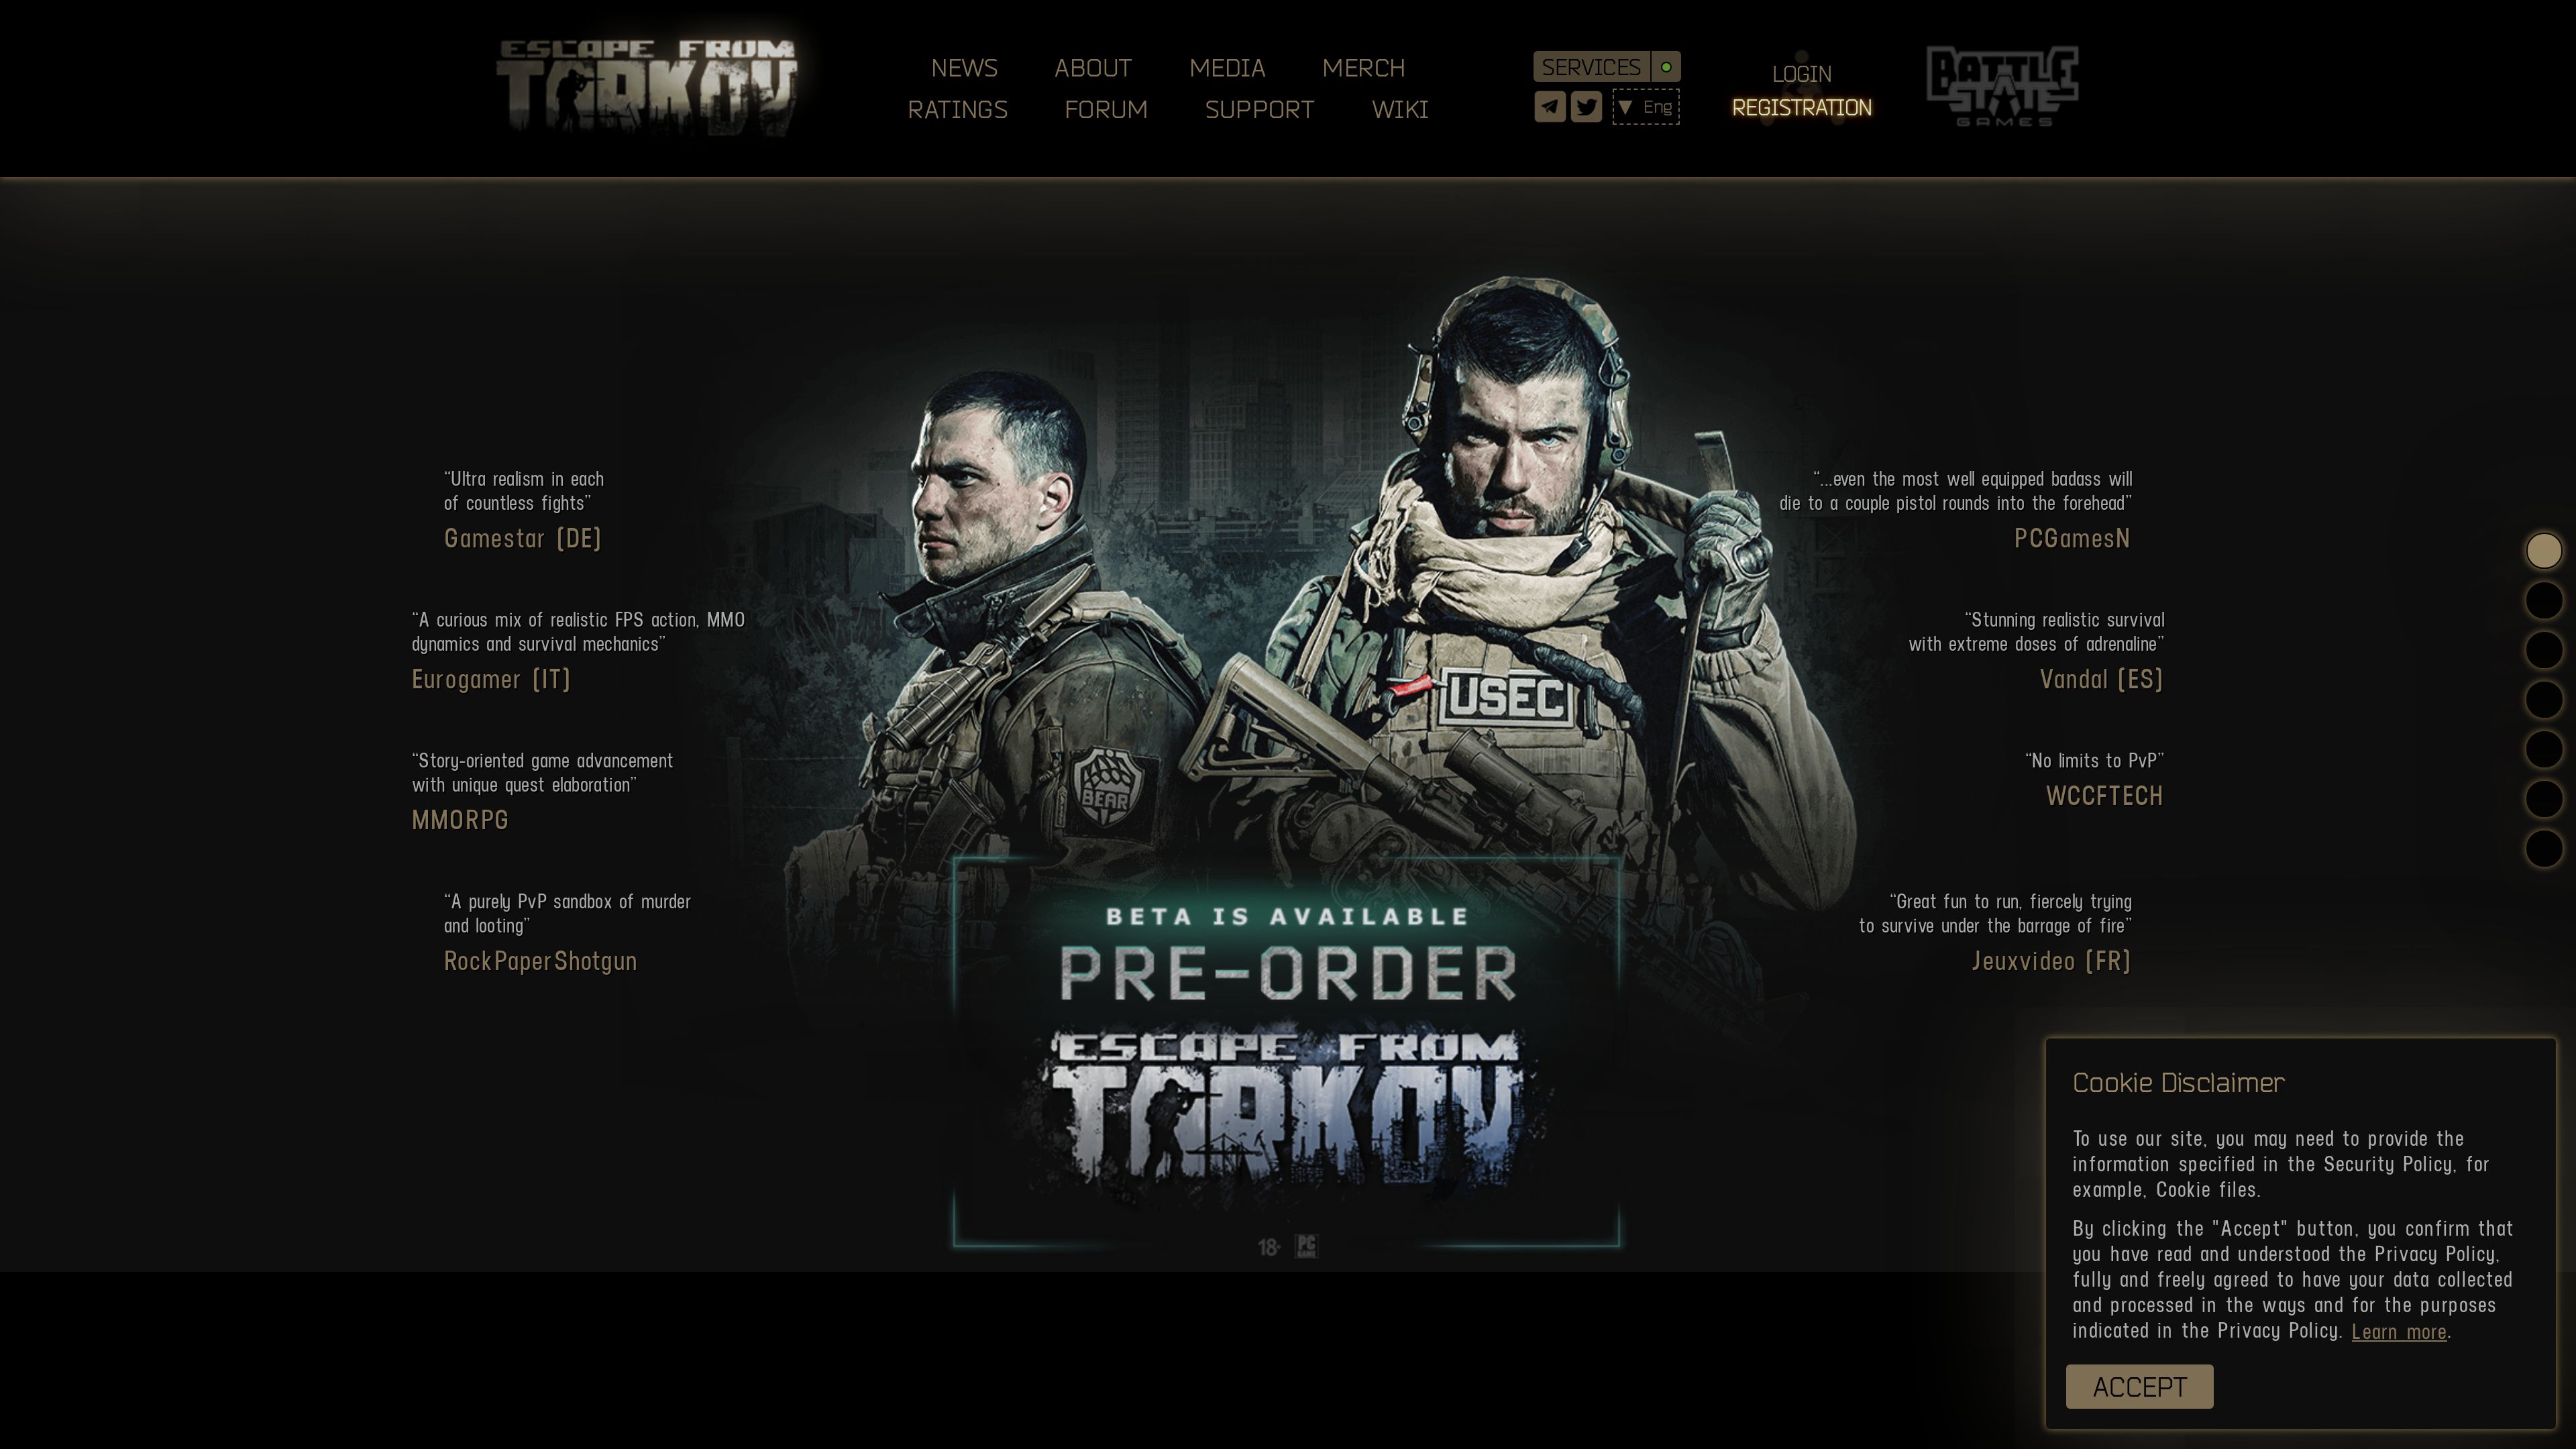 ESCAPE FROM
TARKOV
NEWS ABOUT MEDIA MERCH
RATINGS FORUM SUPPORT WIKI
SERVICES
Eng
LOGIN
REGISTRATION
BATTLE
STATE
GAMES
“Ultra realism in each
of countless fights”
Gamestar (DE)
“A curious mix of realistic FPS action, MMO
dynamics and survival mechanics”
Eurogamer (IT)
“Story-oriented game advancement
with unique quest elaboration”
MMORPG
“A purely PvP sandbox of murder
and looting”
RockPaperShotgun
“...even the most well equipped badass will
die to a couple pistol rounds into the forehead”
PCGamesN
“Stunning realistic survival
with extreme doses of adrenaline”
Vandal (ES)
“No limits to PvP”
WCCFTECH
“Great fun to run, fiercely trying
to survive under the barrage of fire”
Jeuxvideo (FR)
USEC
BEAR
BETA IS AVAILABLE
PRE-ORDER
ESCAPE FROM
TARKOV
18+
PC
GAME
Cookie Disclaimer
To use our site, you may need to provide the
information specified in the Security Policy, for
example, Cookie files.
By clicking the "Accept" button, you confirm that
you have read and understood the Privacy Policy,
fully and freely agreed to have your data collected
and processed in the ways and for the purposes
indicated in the Privacy Policy. Learn more.
ACCEPT